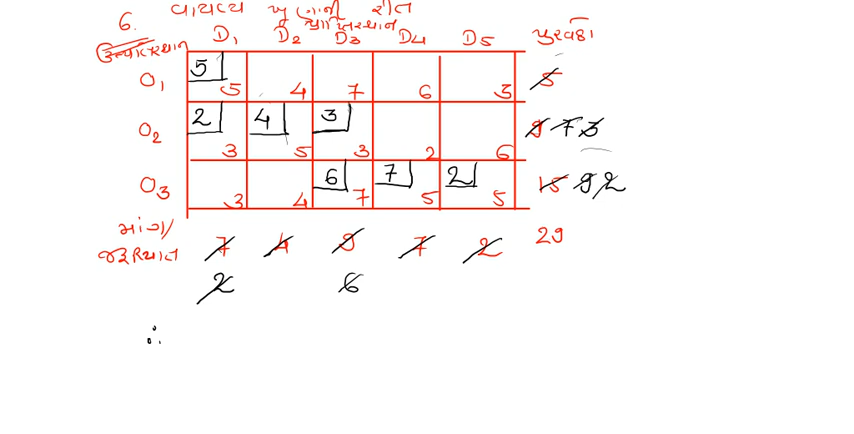 6. વાયવ્ય ખૂણાની રીત
પ્રાપ્તિસ્થાન
ઉત્પાદનસ્થાન D1 D2 D3 D4 D5 પુરવઠો
O1 5 5 4 7 6 3 5
O2 2 3 4 5 3 3 2 6 9 7 3
O3 3 4 6 7 7 5 2 5 15 9 2
માંગ/ 7 4 9 7 2 29
જરૂરિયાત
2 6
∴